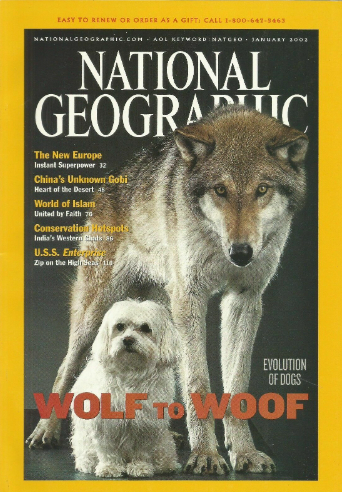 EASY TO RENEW OR ORDER AS A GIFT: CALL 1-800-642-2463
NATIONALGEOGRAPHIC.COM • AOL KEYWORD: NATGEO • JANUARY 2002
NATIONAL
GEOGRAPHIC
The New Europe
Instant Superpower 32
China's Unknown Gobi
Heart of the Desert 48
World of Islam
United by Faith 76
Conservation Hotspots
India's Western Ghats 86
U.S.S. Enterprise
Zip on the High Seas 110
EVOLUTION
OF DOGS
WOLF TO WOOF